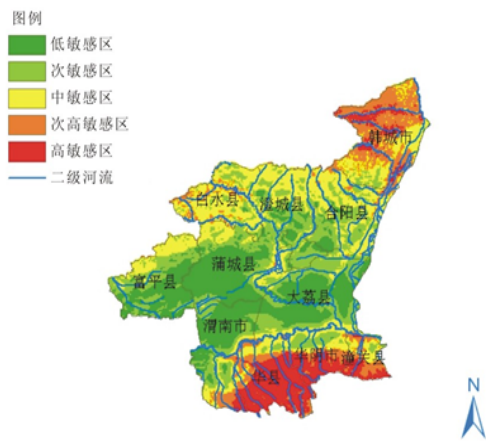 图例
低敏感区
次敏感区
中敏感区
次高敏感区
高敏感区
二级河流
韩城市
白水县
澄城县
合阳县
蒲城县
富平县
大荔县
渭南市
华阴市
潼关县
华县
N